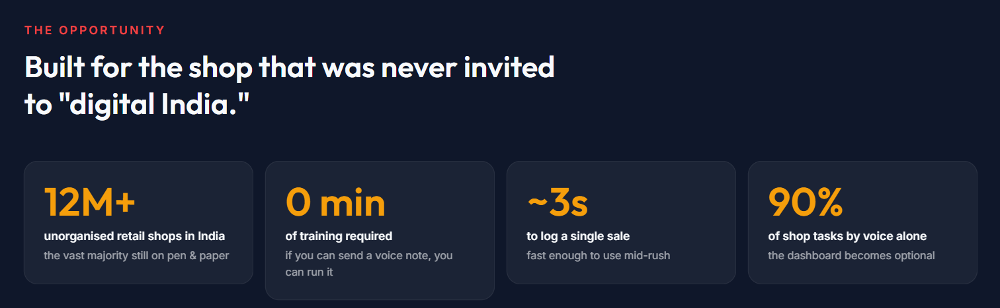 THE OPPORTUNITY
Built for the shop that was never invited
to "digital India."
12M+
unorganised retail shops in India
the vast majority still on pen & paper
0 min
of training required
if you can send a voice note, you
can run it
~3s
to log a single sale
fast enough to use mid-rush
90%
of shop tasks by voice alone
the dashboard becomes optional